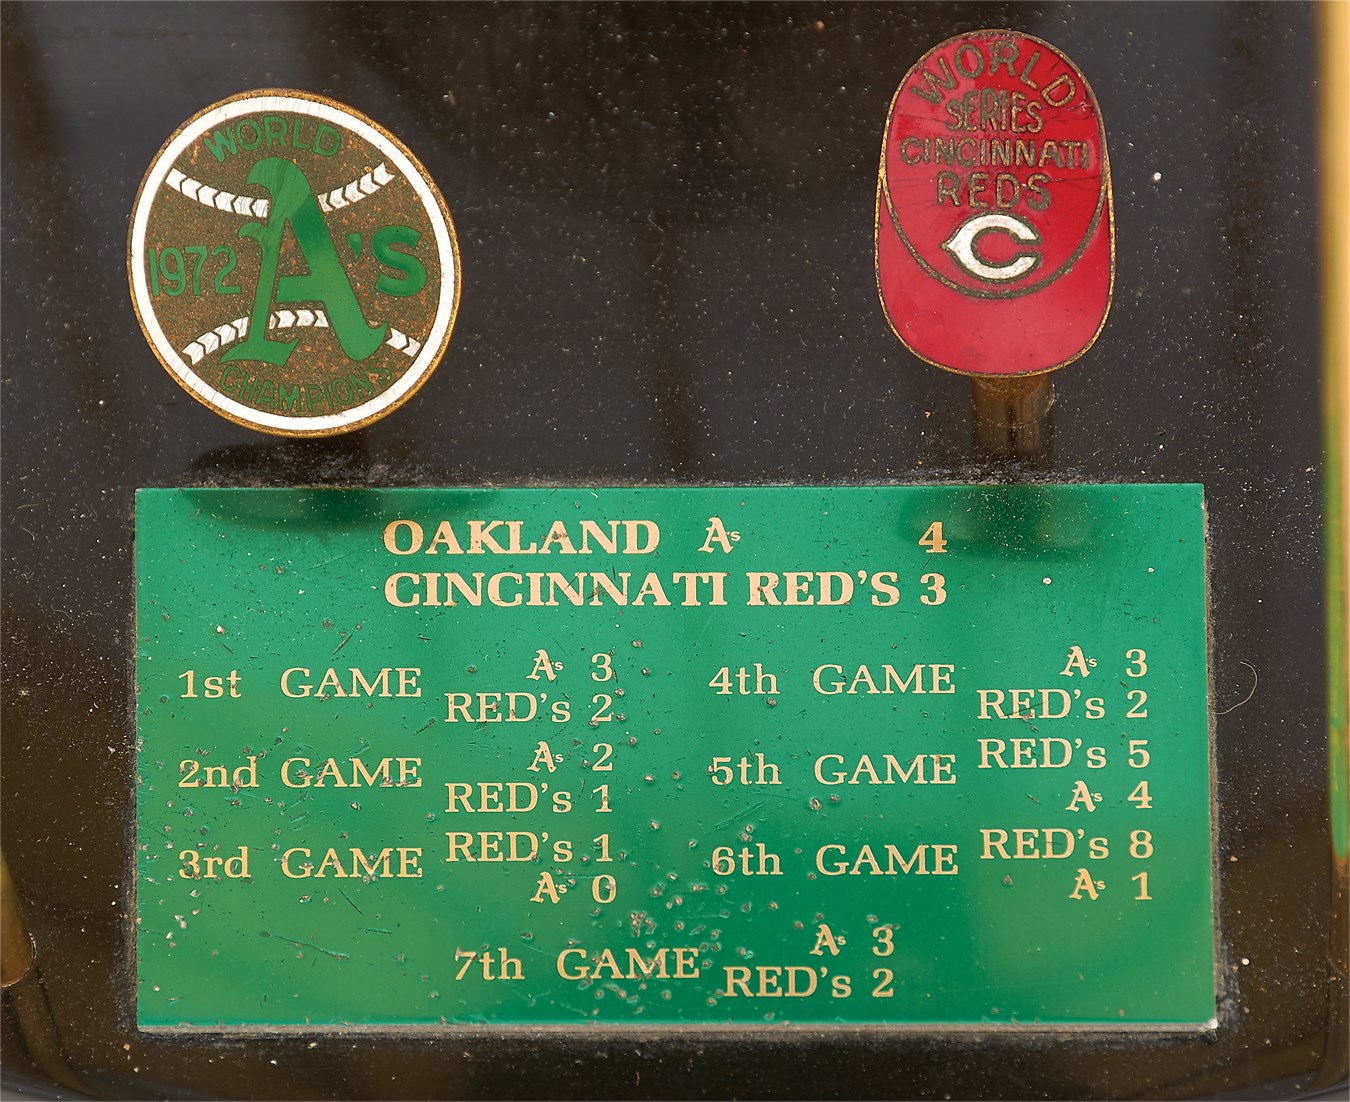 WORLD
1972 A's
CHAMPIONS
WORLD
SERIES
CINCINNATI
REDS
C
OAKLAND A's 4
CINCINNATI RED'S 3
1st GAME A's 3
RED's 2
2nd GAME A's 2
RED's 1
3rd GAME RED's 1
A's 0
4th GAME A's 3
RED's 2
5th GAME RED's 5
A's 4
6th GAME RED's 8
A's 1
7th GAME A's 3
RED's 2